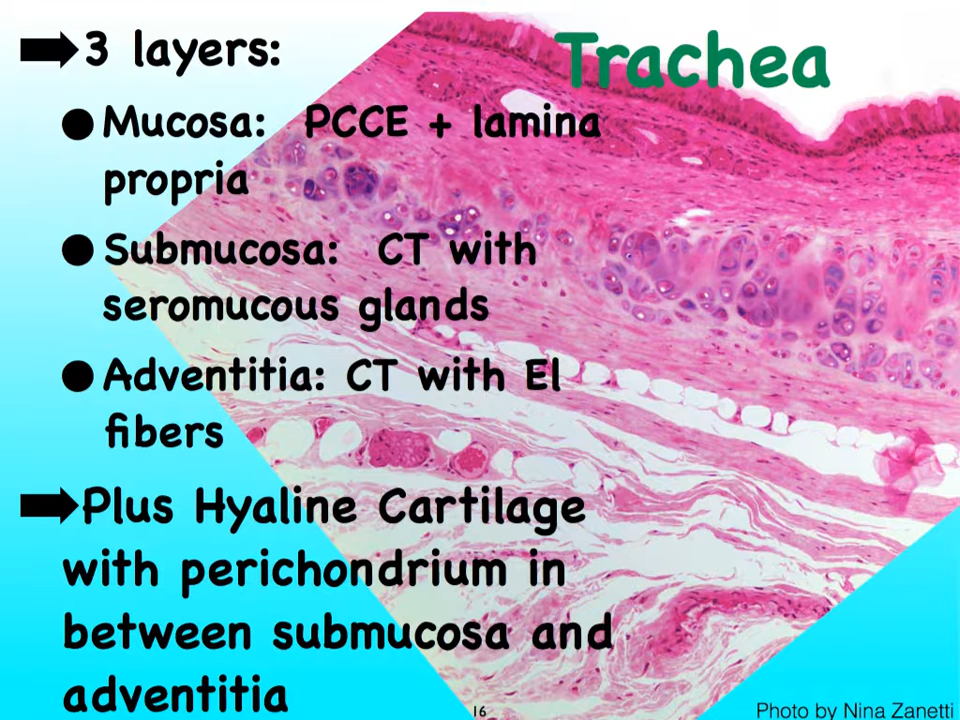 Trachea
➡3 layers:
● Mucosa: PCCE + lamina
propria
● Submucosa: CT with
seromucous glands
● Adventitia: CT with El
fibers
➡Plus Hyaline Cartilage
with perichondrium in
between submucosa and
adventitia
16
Photo by Nina Zanetti